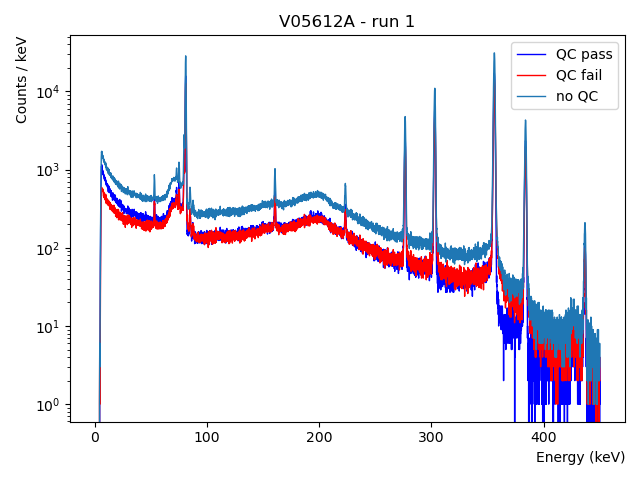 V05612A - run 1
Counts / keV
QC pass
QC fail
no QC
10⁴
10³
10²
10¹
10⁰
0 100 200 300 400
Energy (keV)